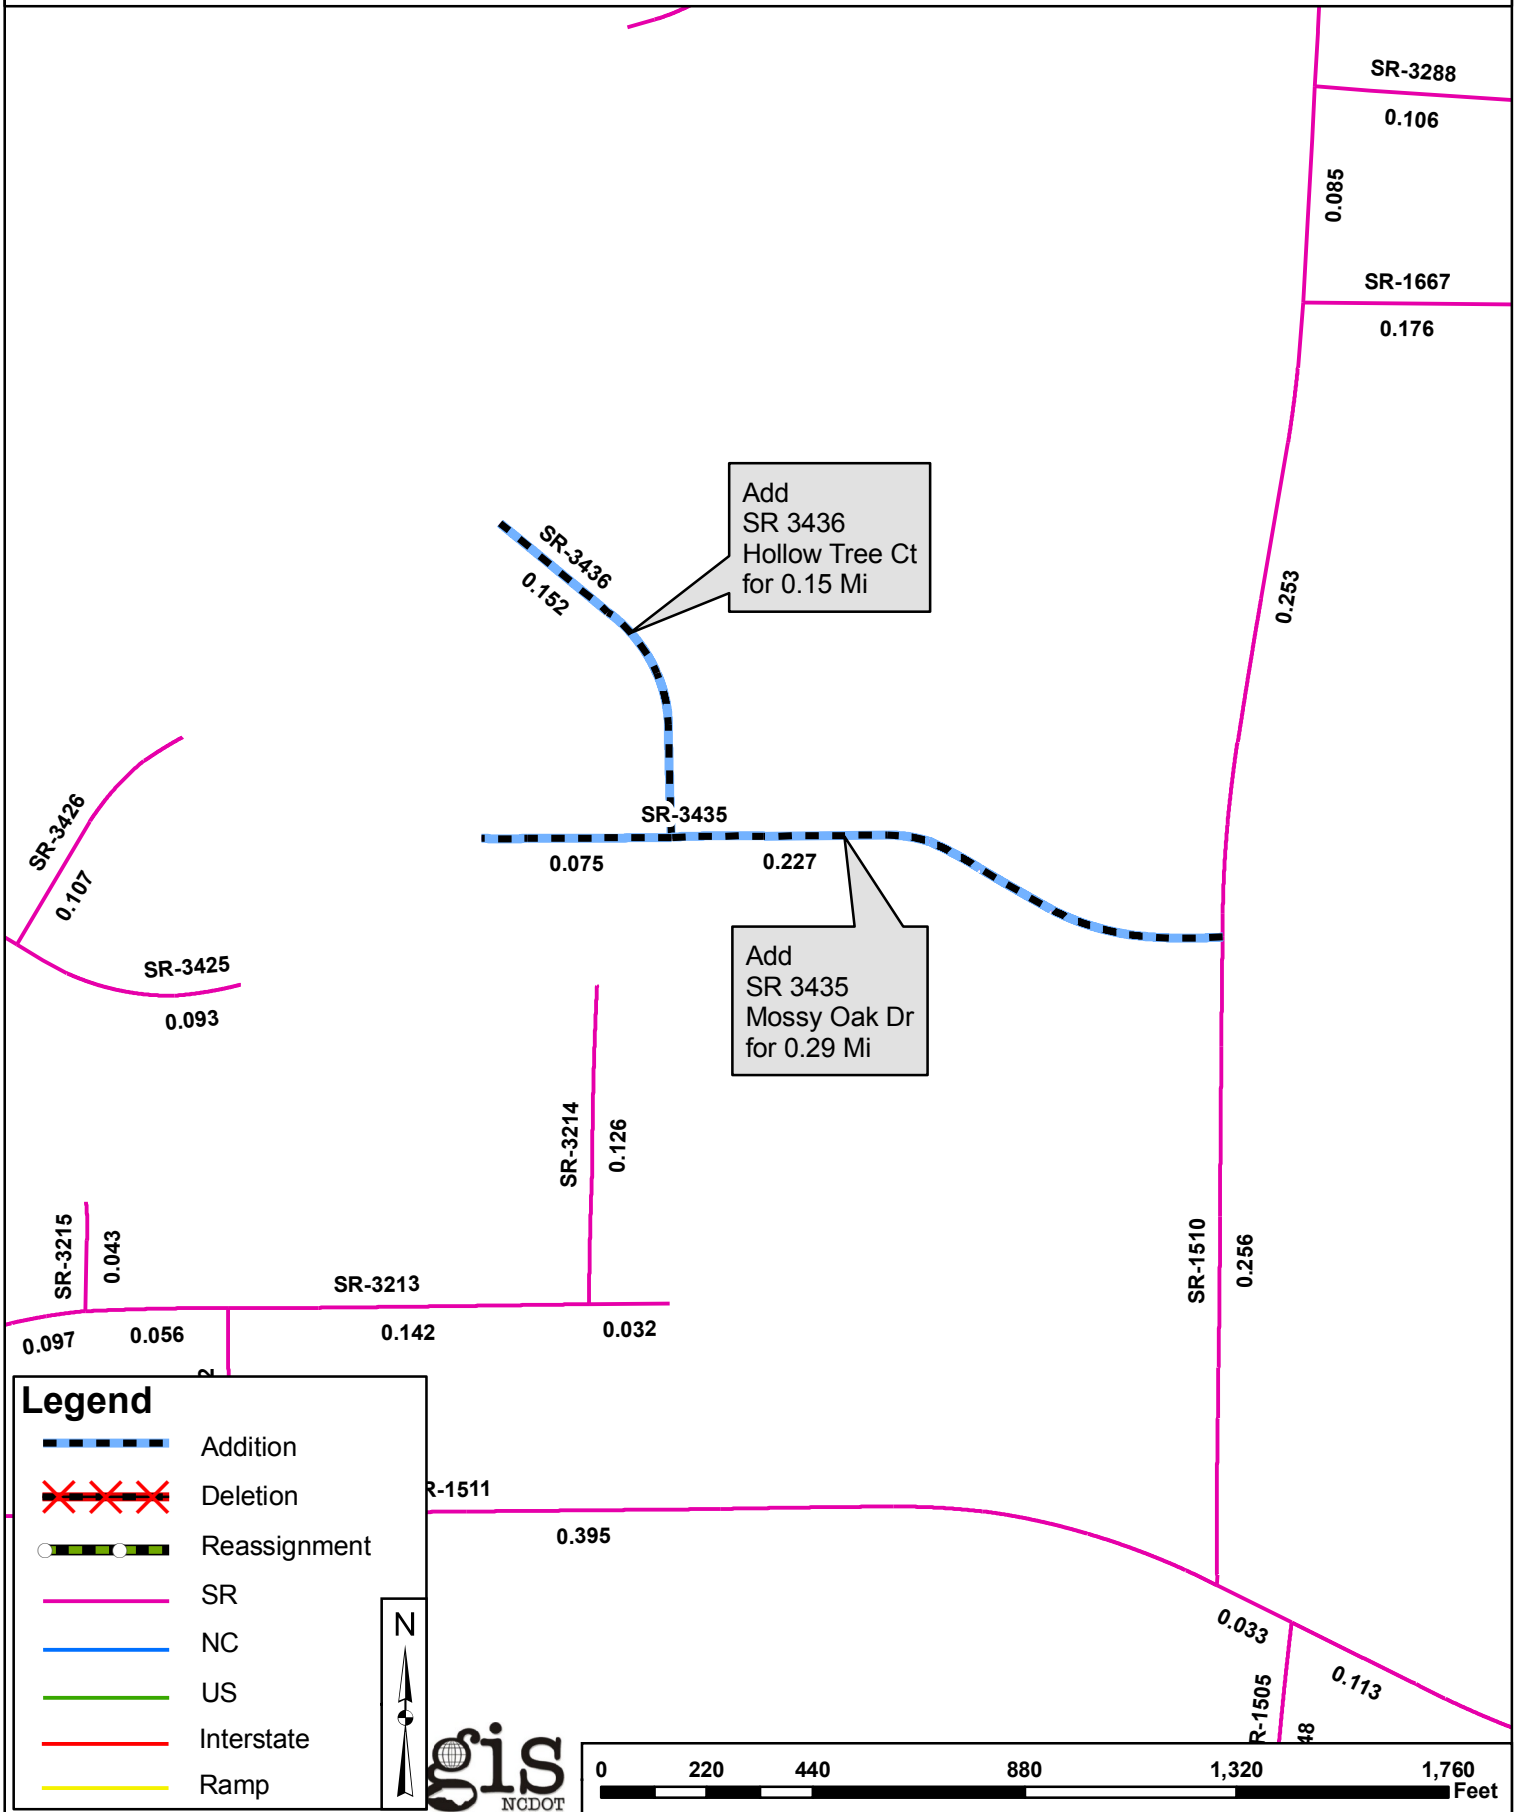 SR-3288
0.106
0.085
SR-1667
0.176
Add
SR 3436
Hollow Tree Ct
for 0.15 Mi
SR-3436
0.152
0.253
SR-3435
0.075
0.227
SR-3426
0.107
SR-3425
0.093
Add
SR 3435
Mossy Oak Dr
for 0.29 Mi
SR-3214
0.126
SR-3215
0.043
SR-3213
0.097
0.056
0.142
0.032
SR-1510
0.256
2
Legend
Addition
Deletion
Reassignment
SR
NC
US
Interstate
Ramp
N
R-1511
0.395
0.033
0.113
R-1505
48
gis
NCDOT
0 220 440 880 1,320 1,760
Feet